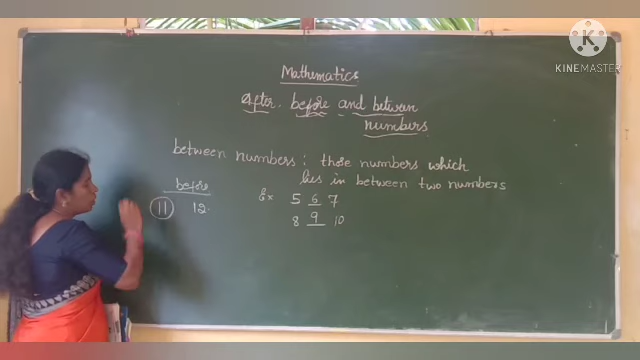 Mathematics
After, before and betwen
numbers.
between numbers: those numbers which
lies in between two numbers
before
11 12.
Ex 5 6 7
8 9 10
K
KINEMASTER